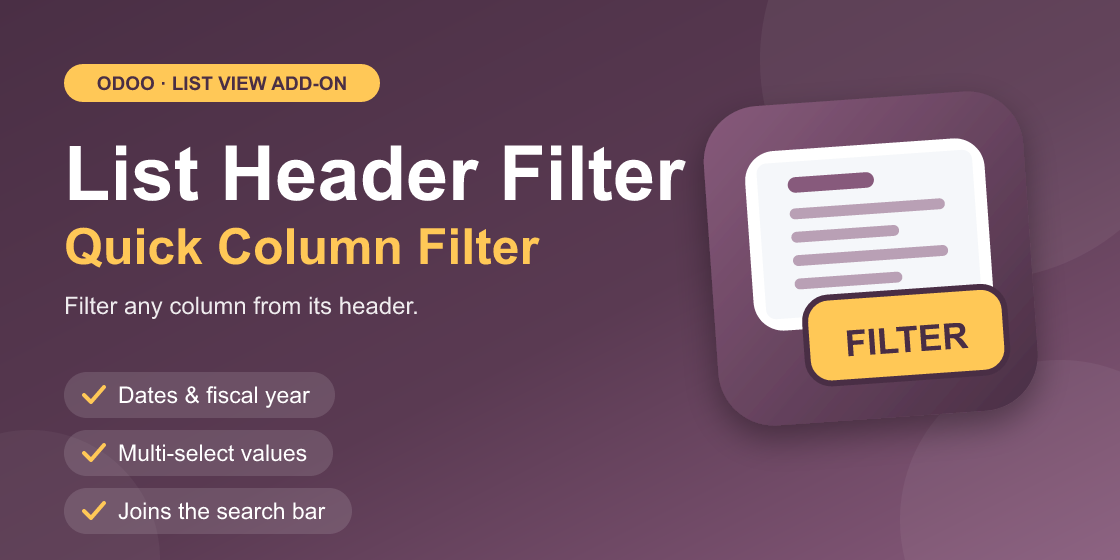 ODOO · LIST VIEW ADD-ON
List Header Filter
Quick Column Filter
Filter any column from its header.
Dates & fiscal year
Multi-select values
Joins the search bar
FILTER